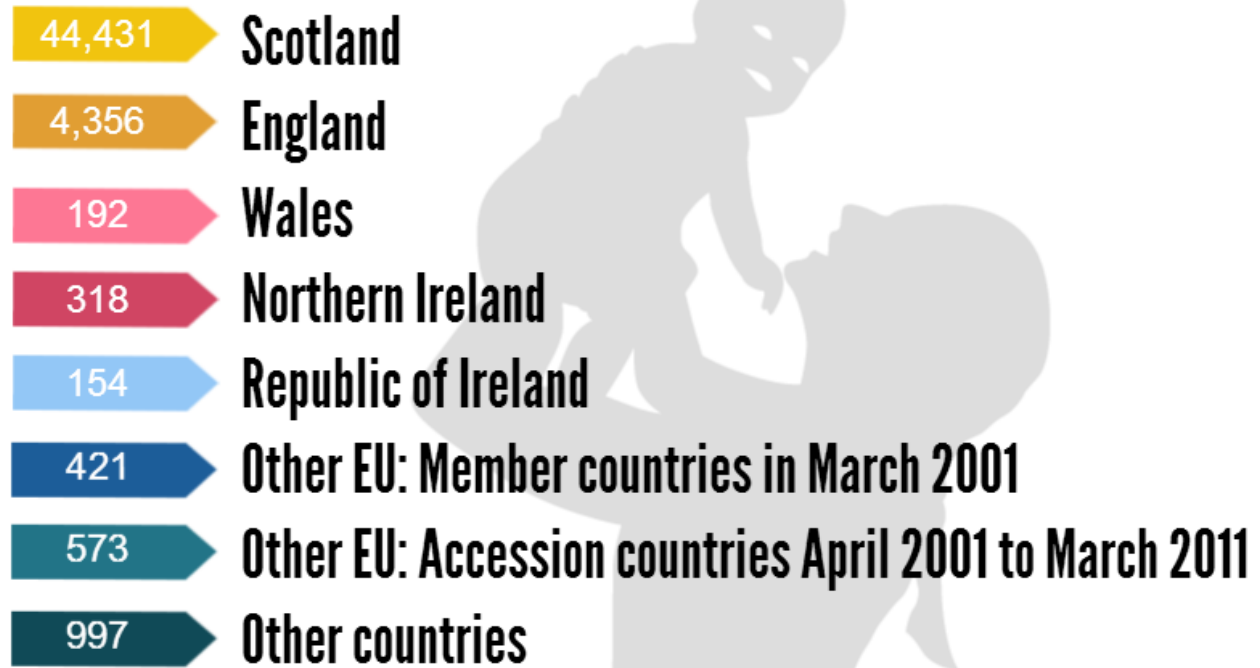 44,431 Scotland
4,356 England
192 Wales
318 Northern Ireland
154 Republic of Ireland
421 Other EU: Member countries in March 2001
573 Other EU: Accession countries April 2001 to March 2011
997 Other countries